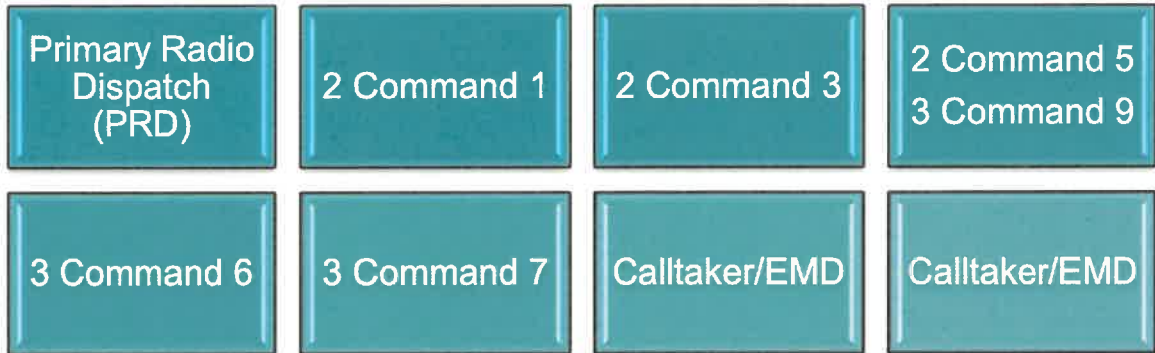 Primary Radio
Dispatch
(PRD)
2 Command 1
2 Command 3
2 Command 5
3 Command 9
3 Command 6
3 Command 7
Calltaker/EMD
Calltaker/EMD